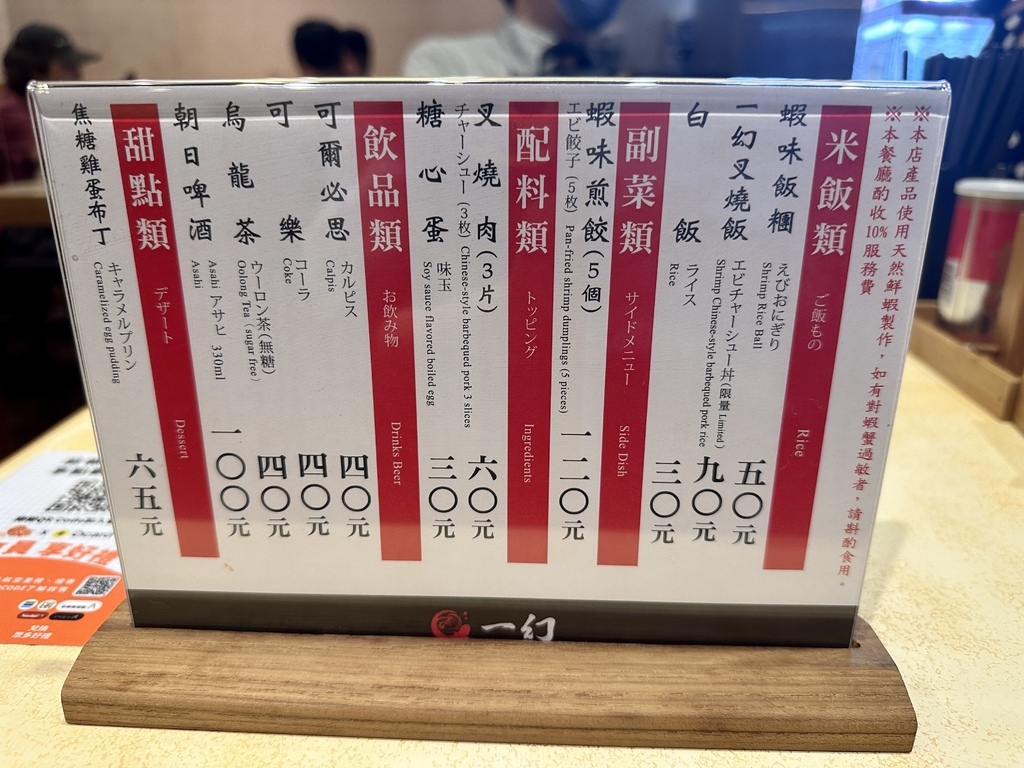 ※本店產品使用天然鮮蝦製作，如有對蝦蟹過敏者，請斟酌食用。
※本餐廳酌收10%服務費
米飯類 ご飯もの Rice
蝦味飯糰 えびおにぎり Shrimp Rice Ball 五〇元
一幻叉燒飯 エビチャーシュー丼(限量 Limited) Shrimp Chinese-style barbequed pork rice 九〇元
白飯 ライス Rice 三〇元
副菜類 サイドメニュー Side Dish
蝦味煎餃(5個) エビ餃子(5枚) Pan-fried shrimp dumplings (5 pieces) 一二〇元
配料類 トッピング Ingredients
叉燒肉(3片) チャーシュー(3枚) Chinese-style barbequed pork 3 slices 六〇元
糖心蛋 味玉 Soy sauce flavored boiled egg 三〇元
飲品類 お飲み物 Drinks Beer
可爾必思 カルピス Calpis 四〇元
可樂 コーラ Coke 四〇元
烏龍茶 ウーロン茶(無糖) Oolong Tea (sugar free) 四〇元
朝日啤酒 Asahi アサヒ 330ml Asahi 一〇〇元
甜點類 デザート Dessert
焦糖雞蛋布丁 キャラメルプリン Caramelized egg pudding 六五元
一幻